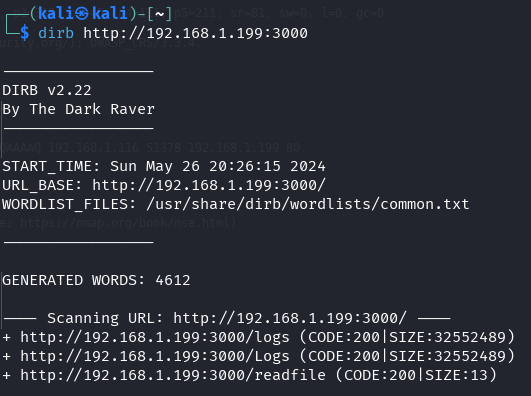 (kali㉿kali)-[~]
$ dirb http://192.168.1.199:3000
-----------------
DIRB v2.22
By The Dark Raver
-----------------
START_TIME: Sun May 26 20:26:15 2024
URL_BASE: http://192.168.1.199:3000/
WORDLIST_FILES: /usr/share/dirb/wordlists/common.txt
-----------------
GENERATED WORDS: 4612
---- Scanning URL: http://192.168.1.199:3000/ ----
+ http://192.168.1.199:3000/logs (CODE:200|SIZE:32552489)
+ http://192.168.1.199:3000/Logs (CODE:200|SIZE:32552489)
+ http://192.168.1.199:3000/readfile (CODE:200|SIZE:13)